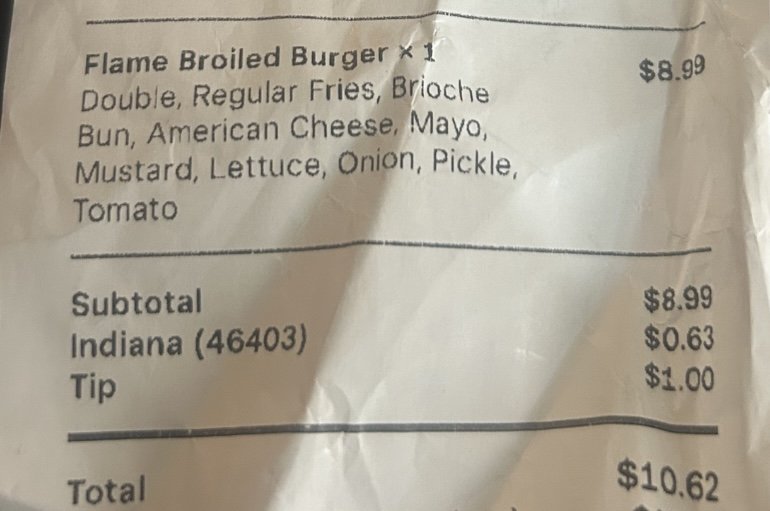 Flame Broiled Burger × 1 $8.99
Double, Regular Fries, Brioche
Bun, American Cheese, Mayo,
Mustard, Lettuce, Onion, Pickle,
Tomato
Subtotal $8.99
Indiana (46403) $0.63
Tip $1.00
Total $10.62